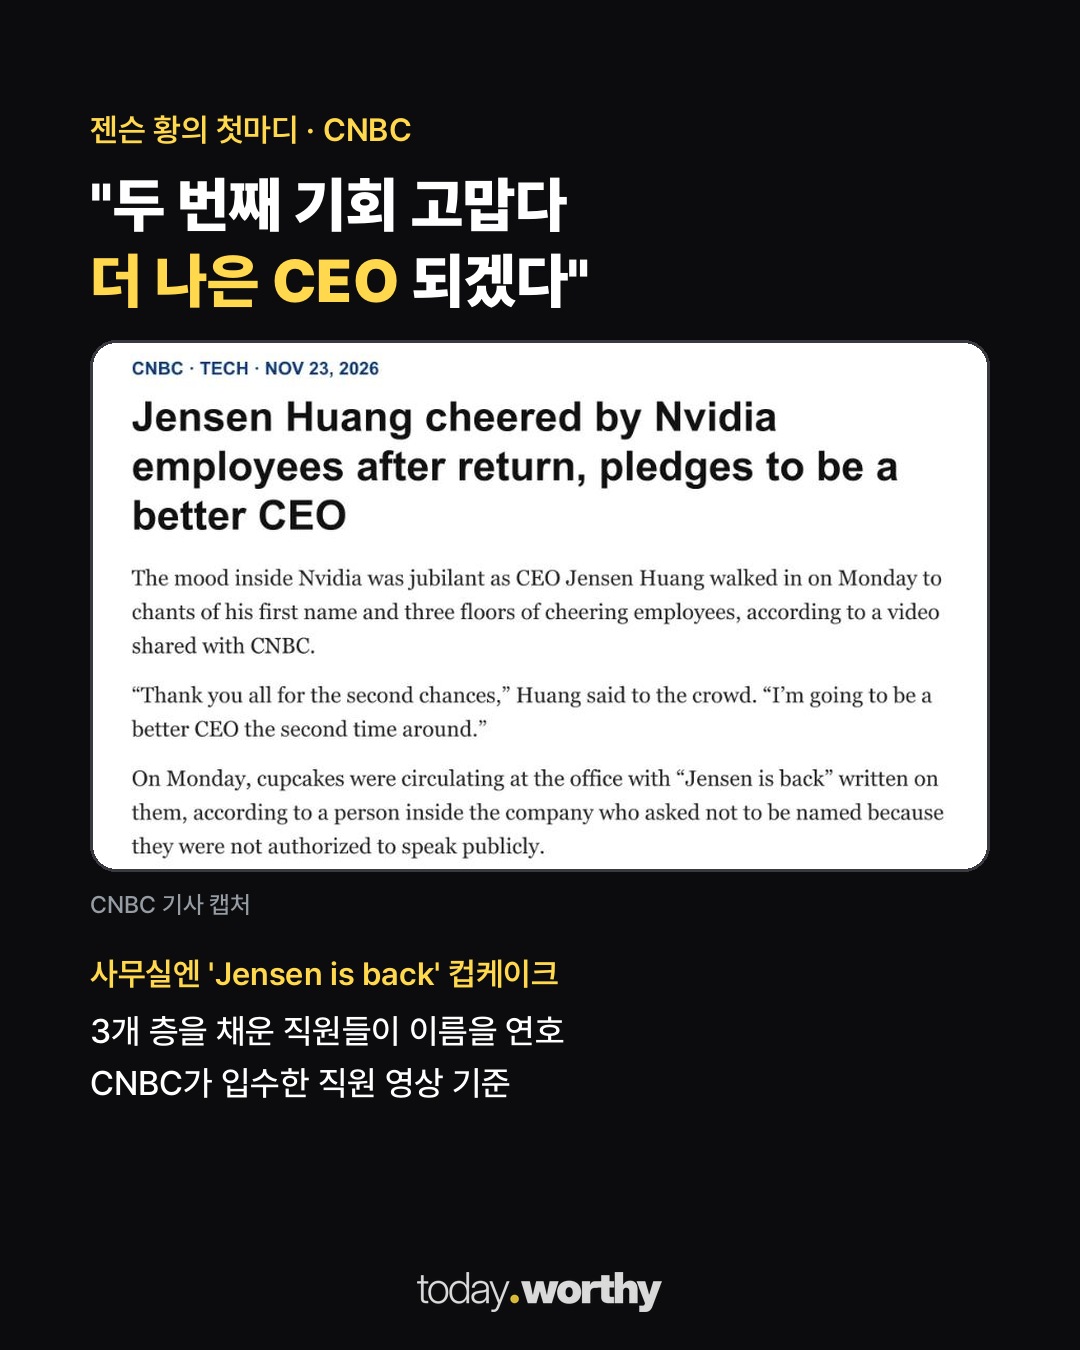 젠슨 황의 첫마디 · CNBC
"두 번째 기회 고맙다
더 나은 CEO 되겠다"
CNBC · TECH · NOV 23, 2026
Jensen Huang cheered by Nvidia
employees after return, pledges to be a
better CEO
The mood inside Nvidia was jubilant as CEO Jensen Huang walked in on Monday to
chants of his first name and three floors of cheering employees, according to a video
shared with CNBC.
“Thank you all for the second chances,” Huang said to the crowd. “I’m going to be a
better CEO the second time around.”
On Monday, cupcakes were circulating at the office with “Jensen is back” written on
them, according to a person inside the company who asked not to be named because
they were not authorized to speak publicly.
CNBC 기사 캡처
사무실엔 'Jensen is back' 컵케이크
3개 층을 채운 직원들이 이름을 연호
CNBC가 입수한 직원 영상 기준
today.worthy